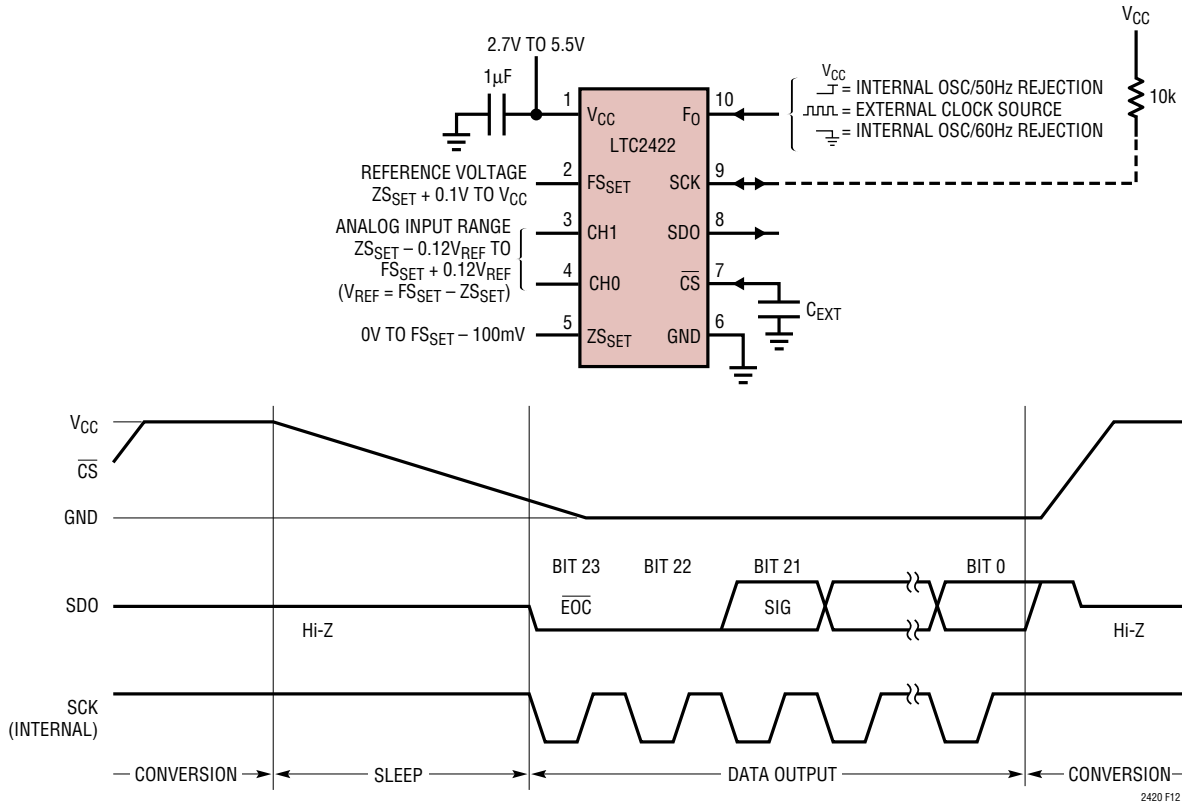 VCC
2.7V TO 5.5V
1µF
1
VCC
10
FO
VCC
= INTERNAL OSC/50Hz REJECTION
= EXTERNAL CLOCK SOURCE
= INTERNAL OSC/60Hz REJECTION
10k
LTC2422
REFERENCE VOLTAGE
ZSSET + 0.1V TO VCC
2
FSSET
9
SCK
ANALOG INPUT RANGE
ZSSET – 0.12VREF TO
FSSET + 0.12VREF
(VREF = FSSET – ZSSET)
3
CH1
8
SDO
4
CH0
7
CS
CEXT
0V TO FSSET – 100mV
5
ZSSET
6
GND
VCC
CS
GND
BIT 23
BIT 22
BIT 21
BIT 0
SDO
EOC
SIG
Hi-Z
Hi-Z
SCK
(INTERNAL)
CONVERSION
SLEEP
DATA OUTPUT
CONVERSION
2420 F12